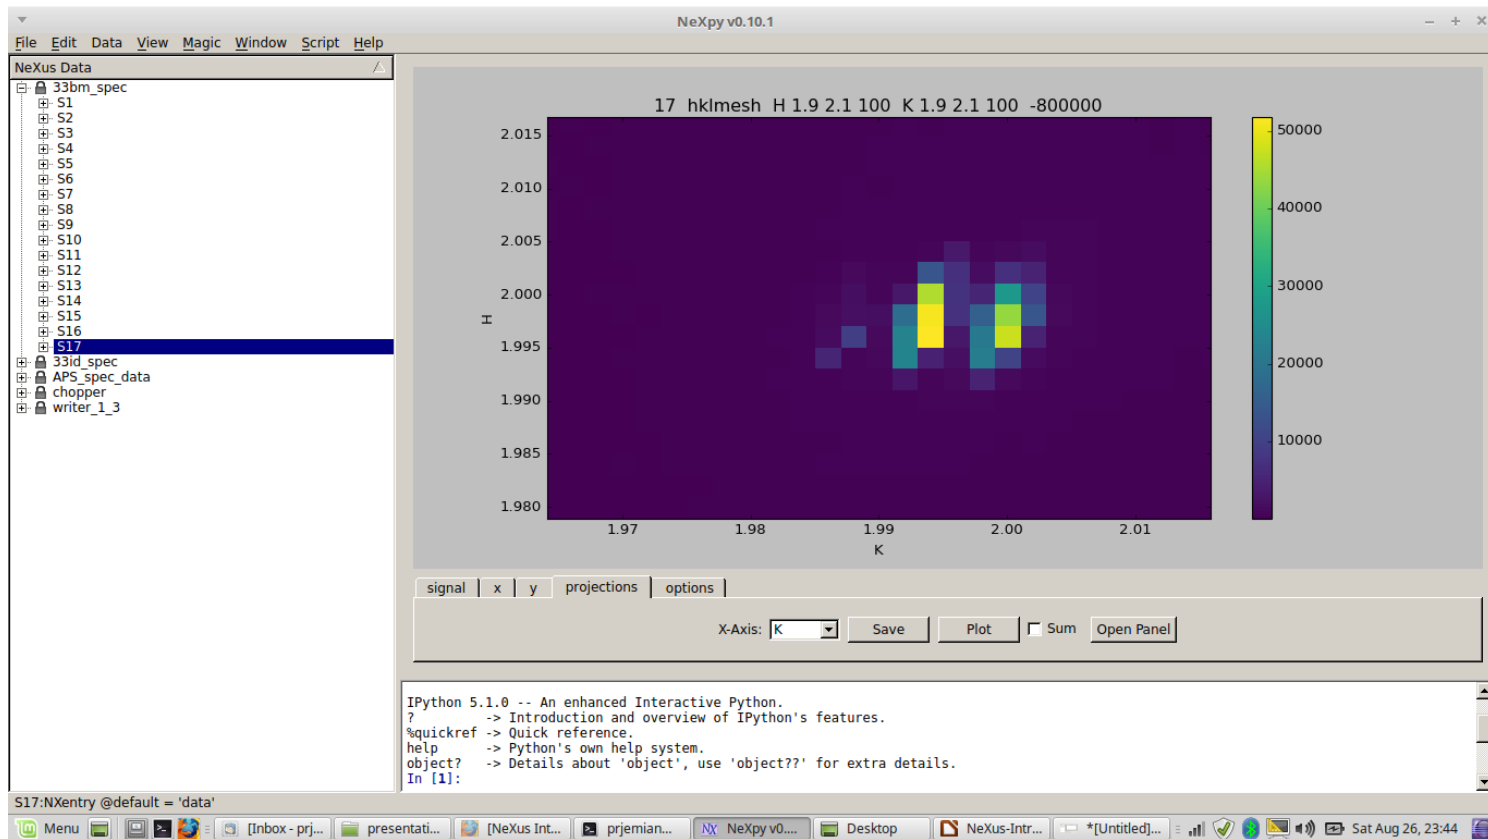 NeXpy v0.10.1
File Edit Data View Magic Window Script Help
NeXus Data
33bm_spec
S1
S2
S3
S4
S5
S6
S7
S8
S9
S10
S11
S12
S13
S14
S15
S16
S17
33id_spec
APS_spec_data
chopper
writer_1_3
17 hklmesh H 1.9 2.1 100 K 1.9 2.1 100 -800000
2.015
2.010
2.005
2.000
1.995
1.990
1.985
1.980
H
1.97 1.98 1.99 2.00 2.01
K
50000
40000
30000
20000
10000
signal x y projections options
X-Axis: K Save Plot Sum Open Panel
IPython 5.1.0 -- An enhanced Interactive Python.
? -> Introduction and overview of IPython's features.
%quickref -> Quick reference.
help -> Python's own help system.
object? -> Details about 'object', use 'object??' for extra details.
In [1]:
S17:NXentry @default = 'data'
Menu [Inbox - prj... presentati... [NeXus Int... prjemian... NeXpy v0.... Desktop NeXus-Intr... *[Untitled]... Sat Aug 26, 23:44